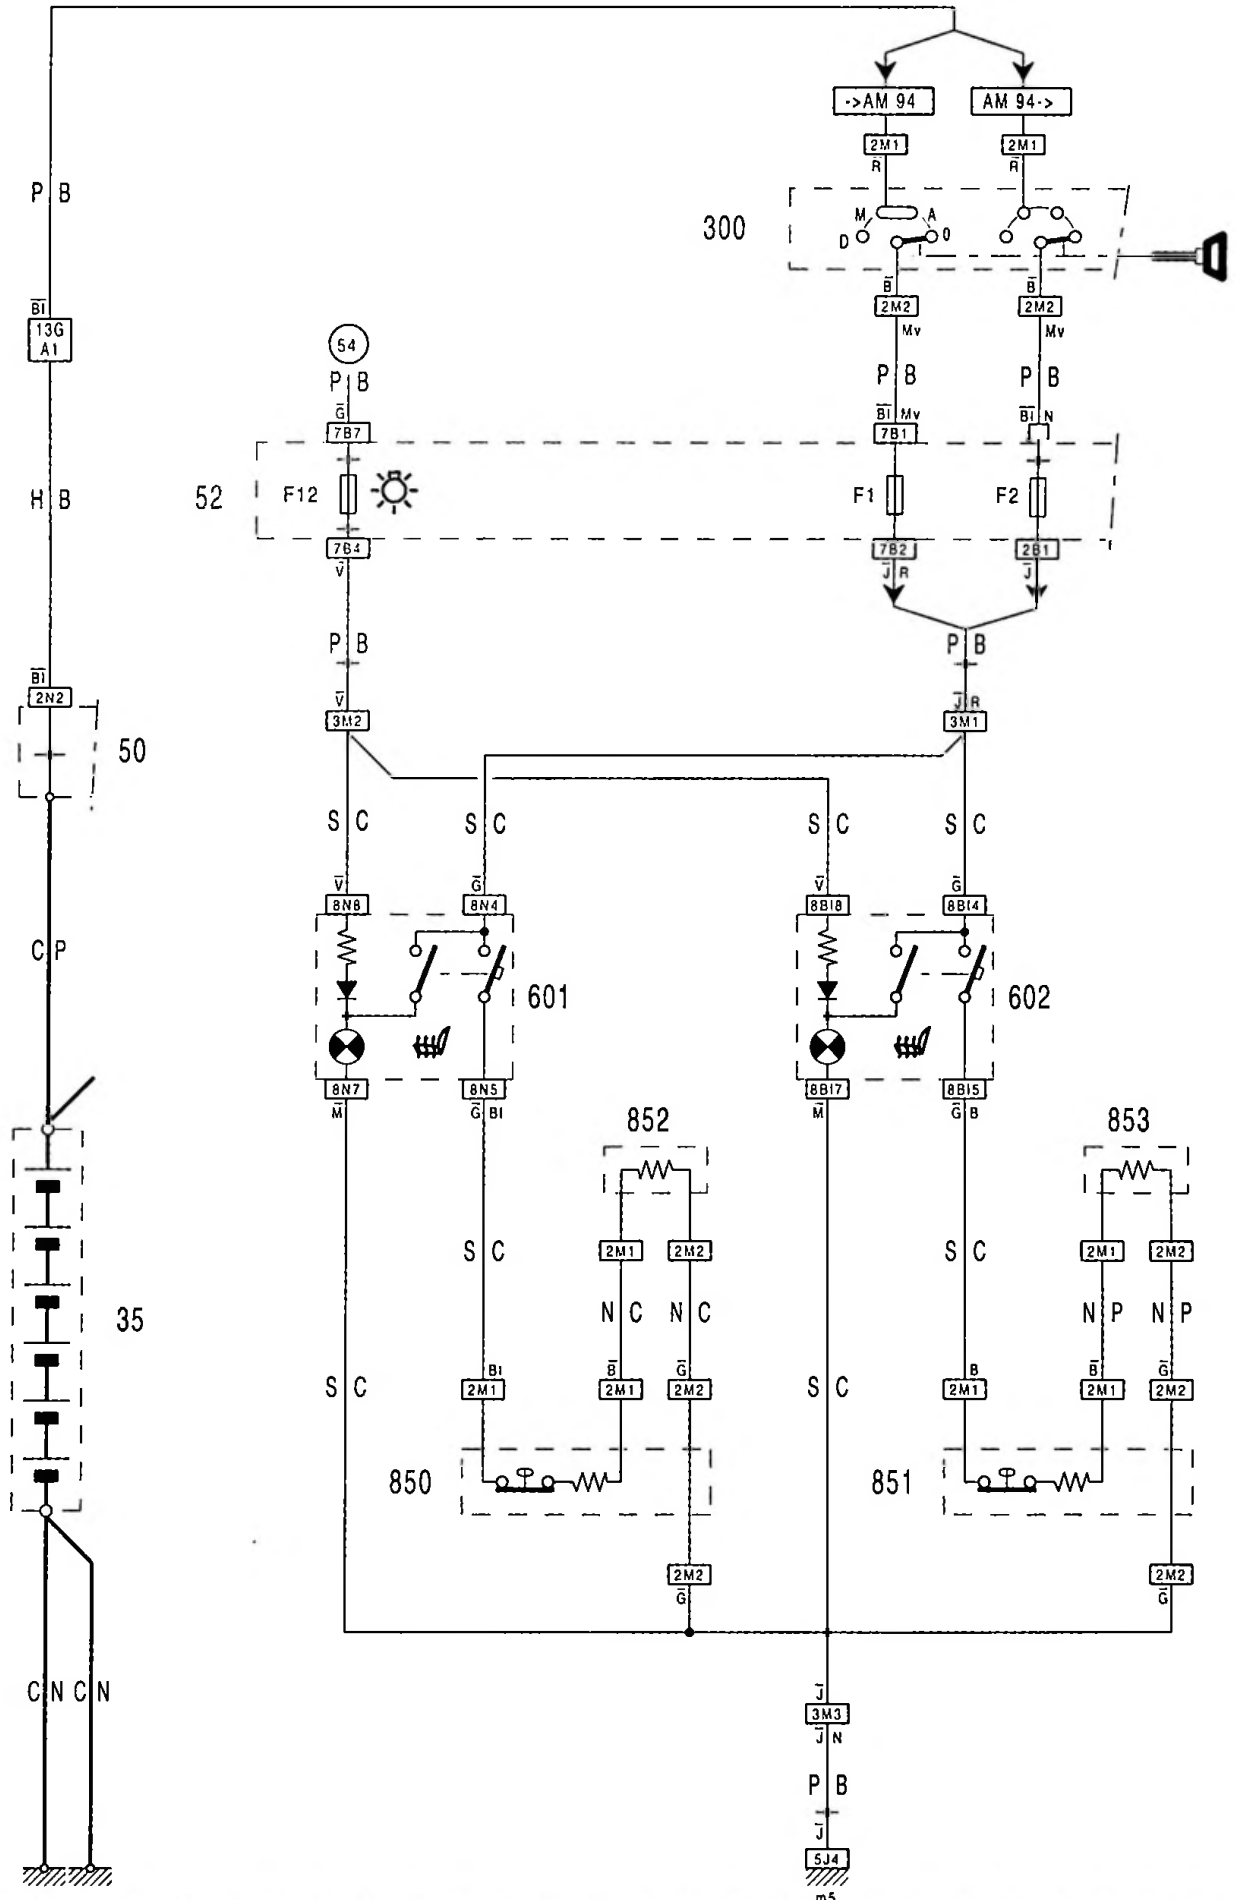 ->AM 94 AM 94->
2M1 2M1
R R
P B
300
M A
D 0
B B
2M2 2M2
Mv Mv
BI
13G
A1
54
P B P B P B
G BI Mv BI N
7B7 7B1
52 F12 F1 F2
H B
7B4 7B2 2B1
V J R J
P B P B
BI
2N2
V J R
3M2 3M1
50
S C S C S C S C
V G V G
8N8 8N4 8BI8 8BI4
C P
601 602
8N7 8N5 8BI7 8BI5
M G BI M G B
852 853
S C 2M1 2M2 S C 2M1 2M2
35
N C N C N P N P
BI B G B B G
S C 2M1 2M1 2M2 S C 2M1 2M1 2M2
850 851
2M2 2M2
G G
C N C N
J
3M3
J N
P B
J
5J4
m5